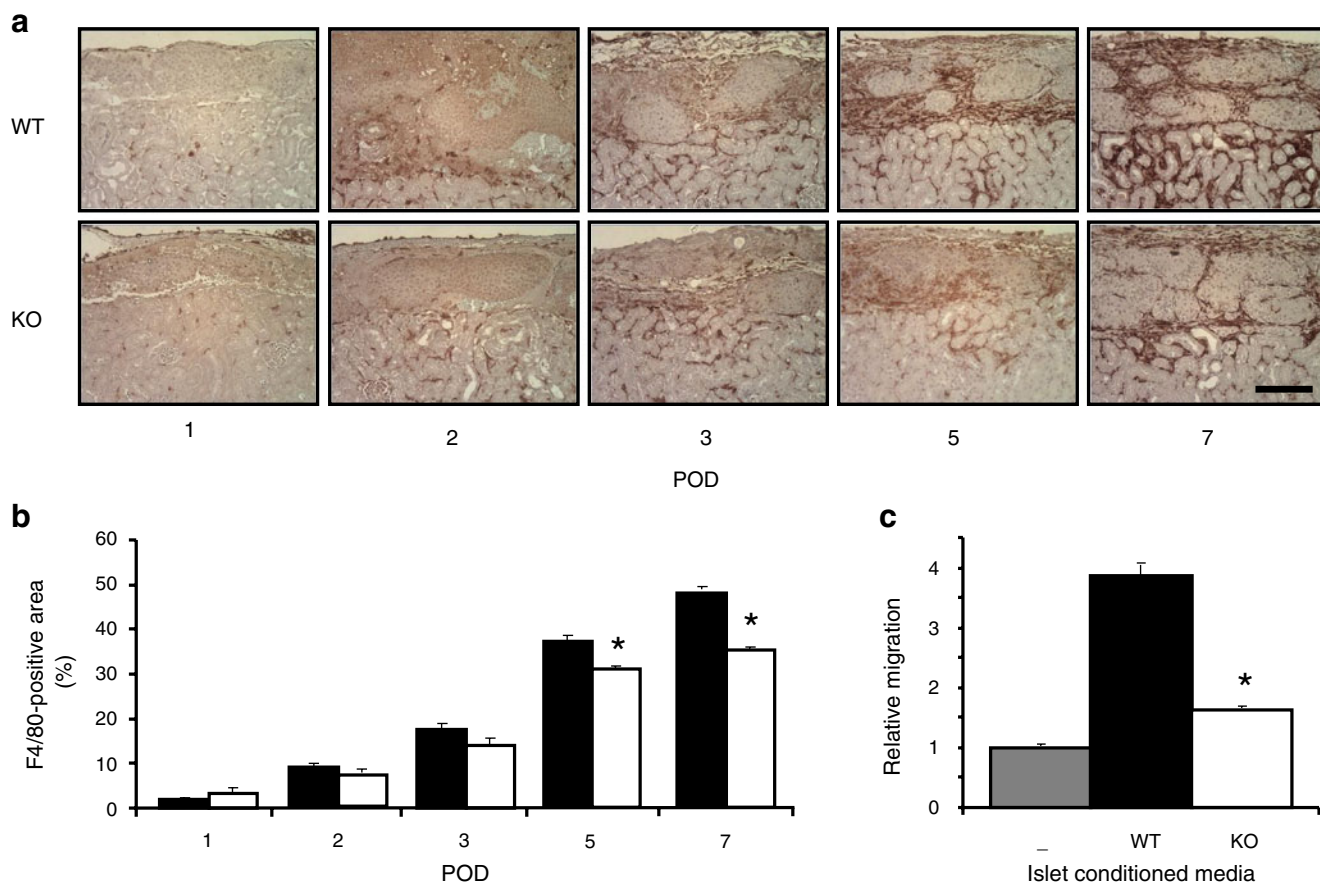 a
WT
KO
1 2 3 5 7
POD
b
F4/80-positive area
(%)
60
50
40
30
20
10
0
*
*
1 2 3 5 7
POD
c
Relative migration
4
3
2
1
0
*
– WT KO
Islet conditioned media